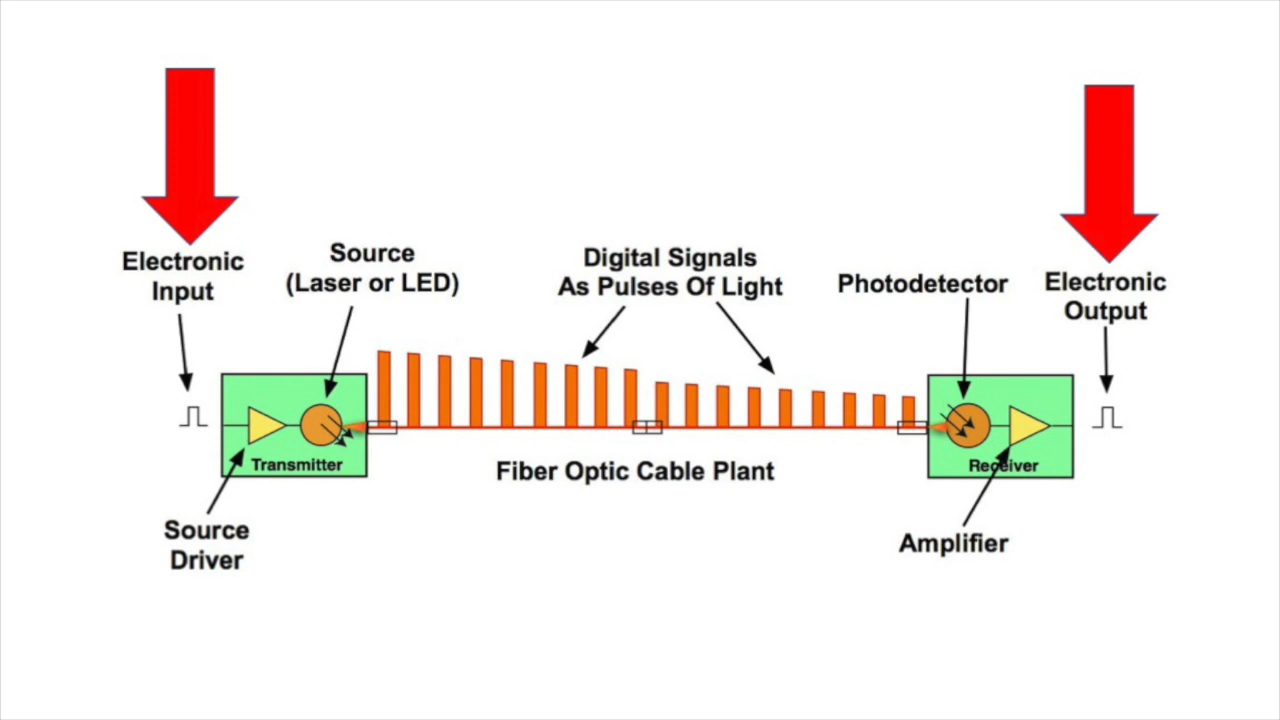 Electronic
Input
Source
(Laser or LED)
Digital Signals
As Pulses Of Light
Photodetector
Electronic
Output
Transmitter
Receiver
Fiber Optic Cable Plant
Source
Driver
Amplifier